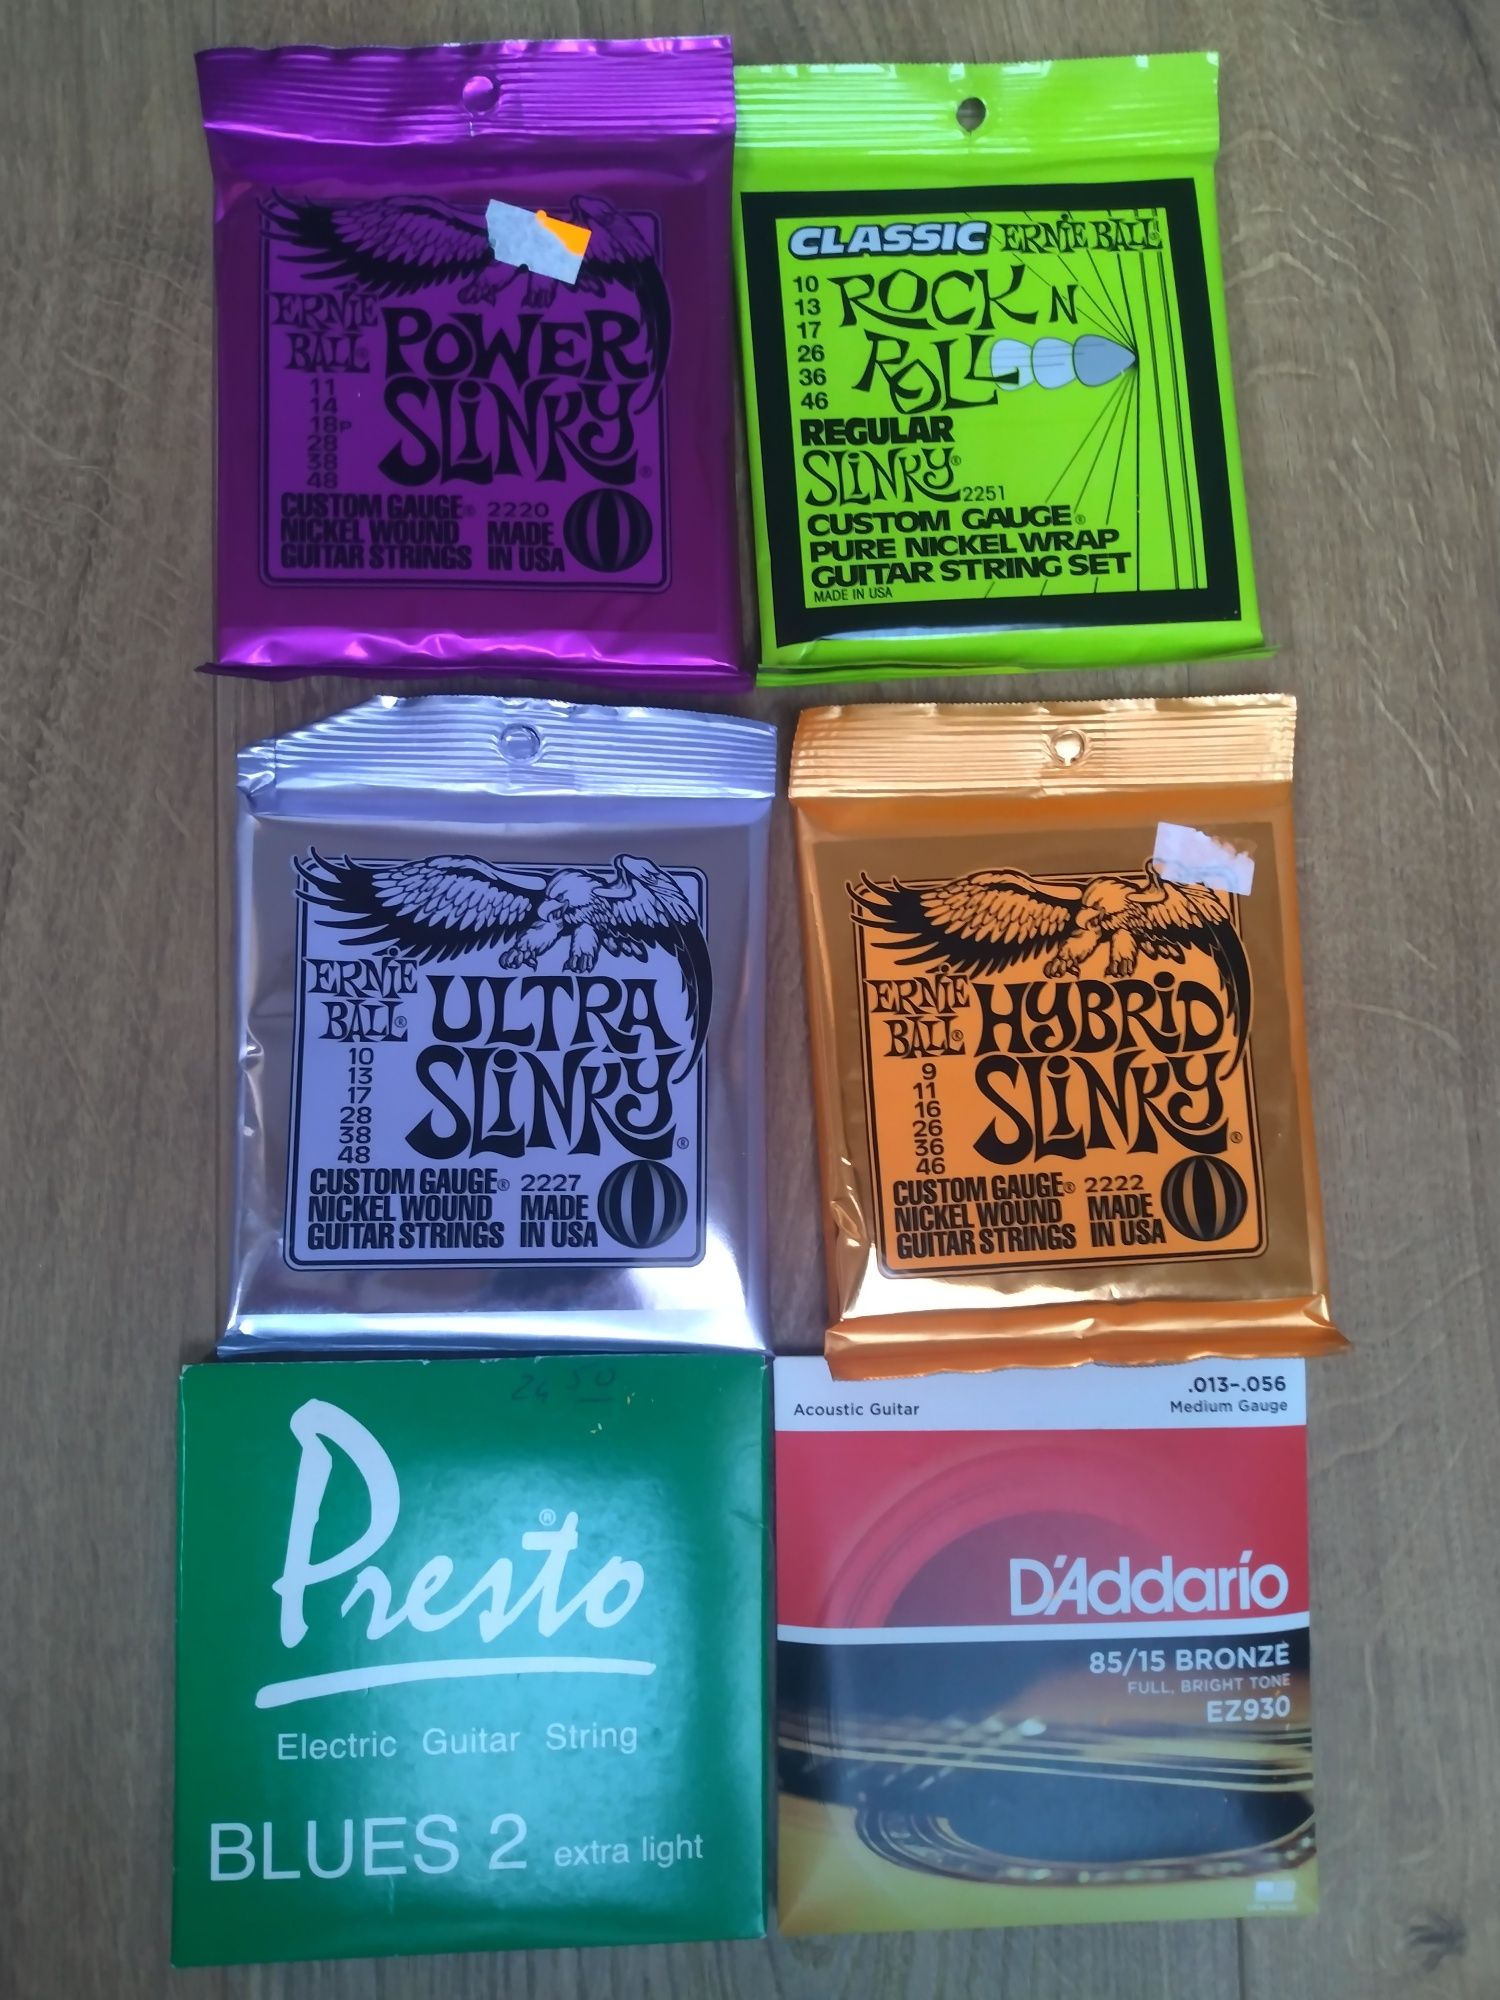 ERNIE
BALL®
POWER
SLINKY®
11
14
18P
28
38
48
CUSTOM GAUGE® 2220
NICKEL WOUND MADE
GUITAR STRINGS IN USA
CLASSIC ERNIE BALL®
10
13
17
26
36
46
ROCK N
ROLL
REGULAR
SLINKY® 2251
CUSTOM GAUGE®
PURE NICKEL WRAP
GUITAR STRING SET
MADE IN USA
ERNIE
BALL®
ULTRA
SLINKY®
10
13
17
28
38
48
CUSTOM GAUGE® 2227
NICKEL WOUND MADE
GUITAR STRINGS IN USA
ERNIE
BALL®
HYBRID
SLINKY®
9
11
16
26
36
46
CUSTOM GAUGE® 2222
NICKEL WOUND MADE
GUITAR STRINGS IN USA
24 50
Presto®
Electric Guitar String
BLUES 2 extra light
.013-.056
Acoustic Guitar Medium Gauge
D'Addario
85/15 BRONZE
FULL, BRIGHT TONE
EZ930